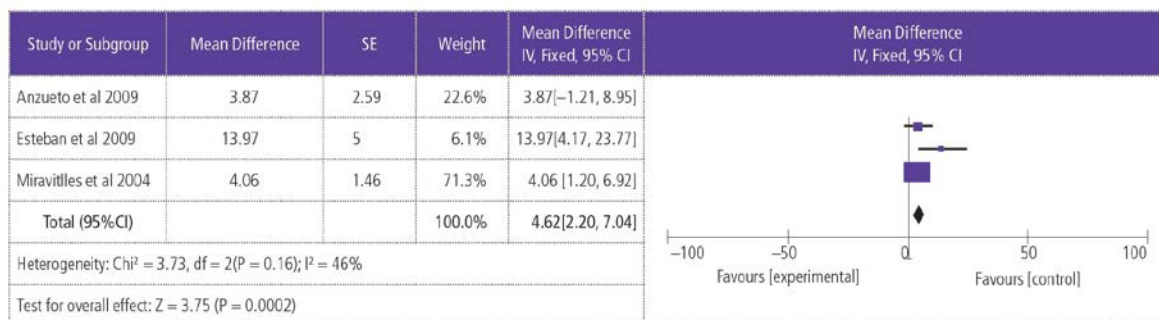 Study or Subgroup Mean Difference SE Weight Mean Difference IV, Fixed, 95% CI Mean Difference IV, Fixed, 95% CI
Anzueto et al 2009 3.87 2.59 22.6% 3.87[−1.21, 8.95]
Esteban et al 2009 13.97 5 6.1% 13.97[4.17, 23.77]
Miravitlles et al 2004 4.06 1.46 71.3% 4.06 [1.20, 6.92]
Total (95%CI) 100.0% 4.62[2.20, 7.04]
Heterogeneity: Chi² = 3.73, df = 2(P = 0.16); I² = 46%
Test for overall effect: Z = 3.75 (P = 0.0002)
−100 −50 0 50 100
Favours [experimental] Favours [control]